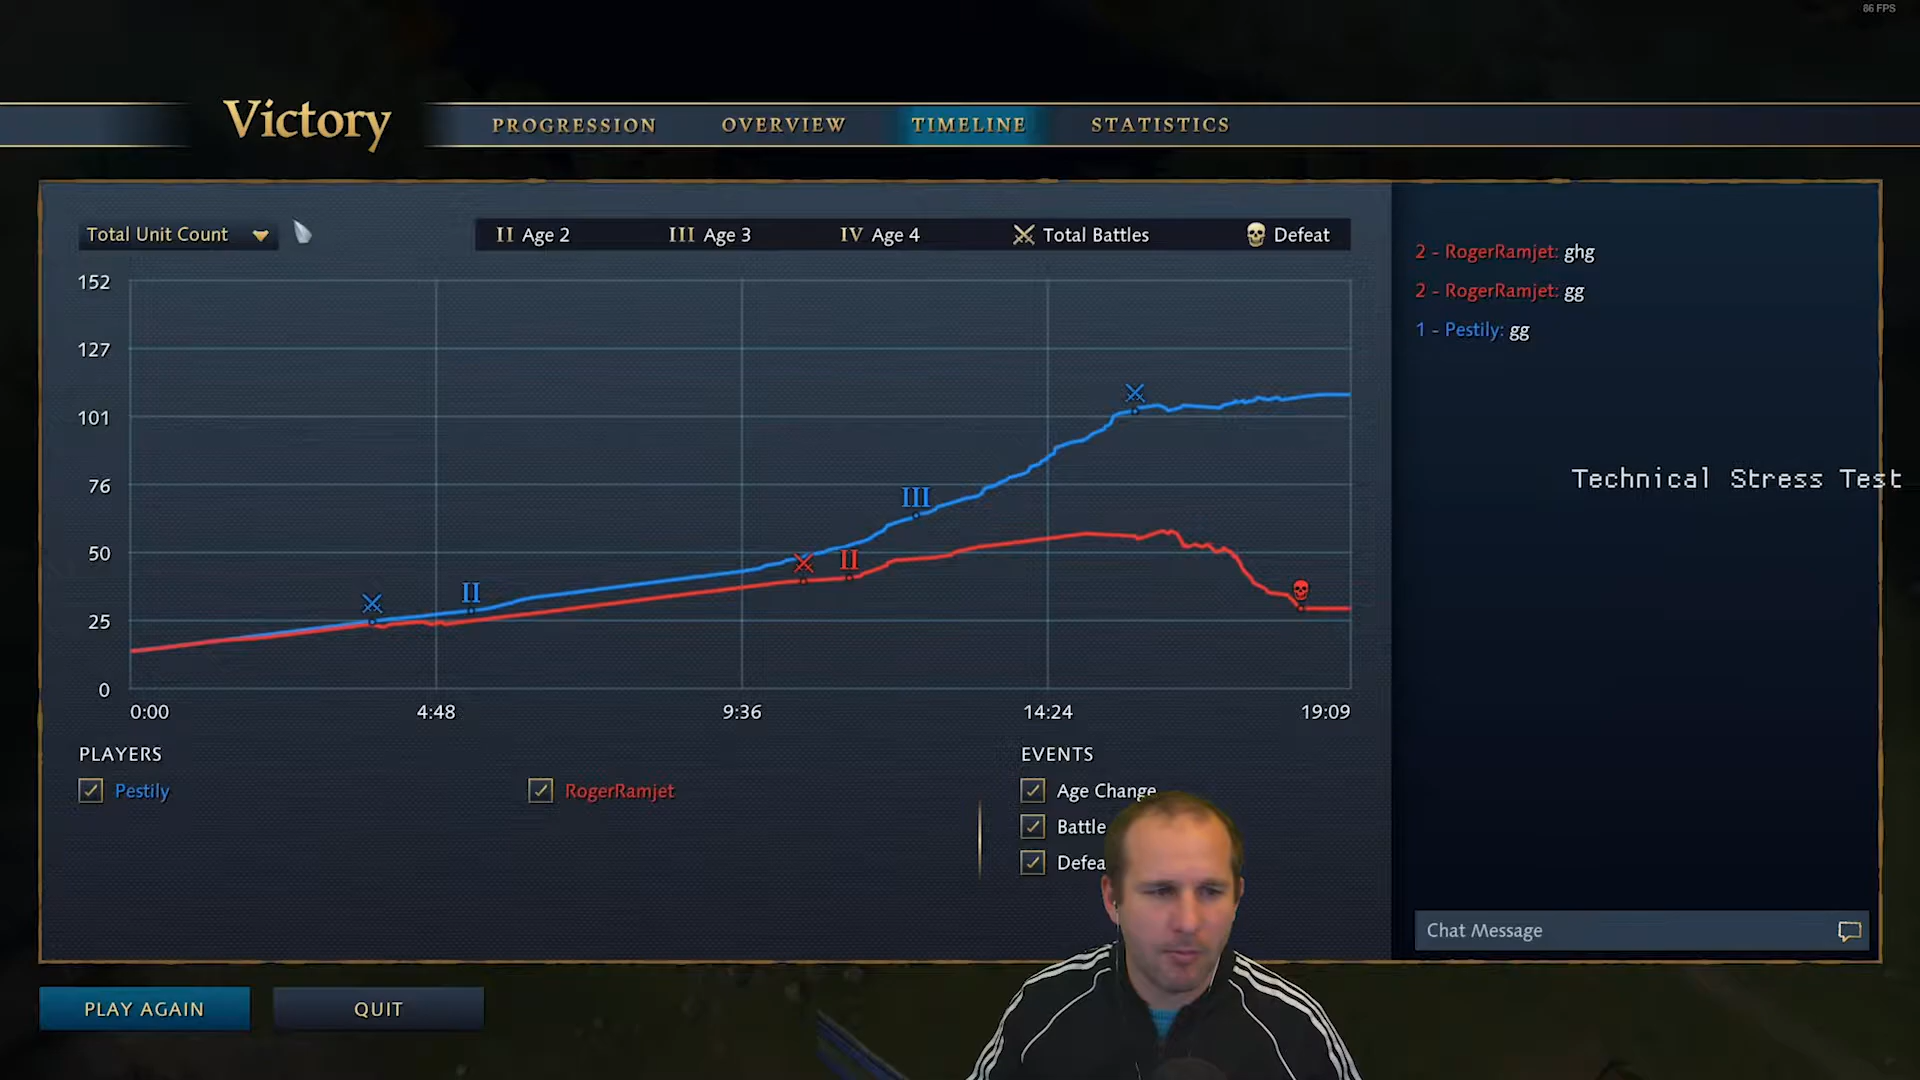 86 FPS
Victory
PROGRESSION
OVERVIEW
TIMELINE
STATISTICS
Total Unit Count
II Age 2
III Age 3
IV Age 4
Total Battles
Defeat
152
127
101
76
50
25
0
III
II
II
0:00
4:48
9:36
14:24
19:09
PLAYERS
Pestily
RogerRamjet
EVENTS
Age Change
Battle
Defea
2 - RogerRamjet: ghg
2 - RogerRamjet: gg
1 - Pestily: gg
Technical Stress Test
Chat Message
PLAY AGAIN
QUIT